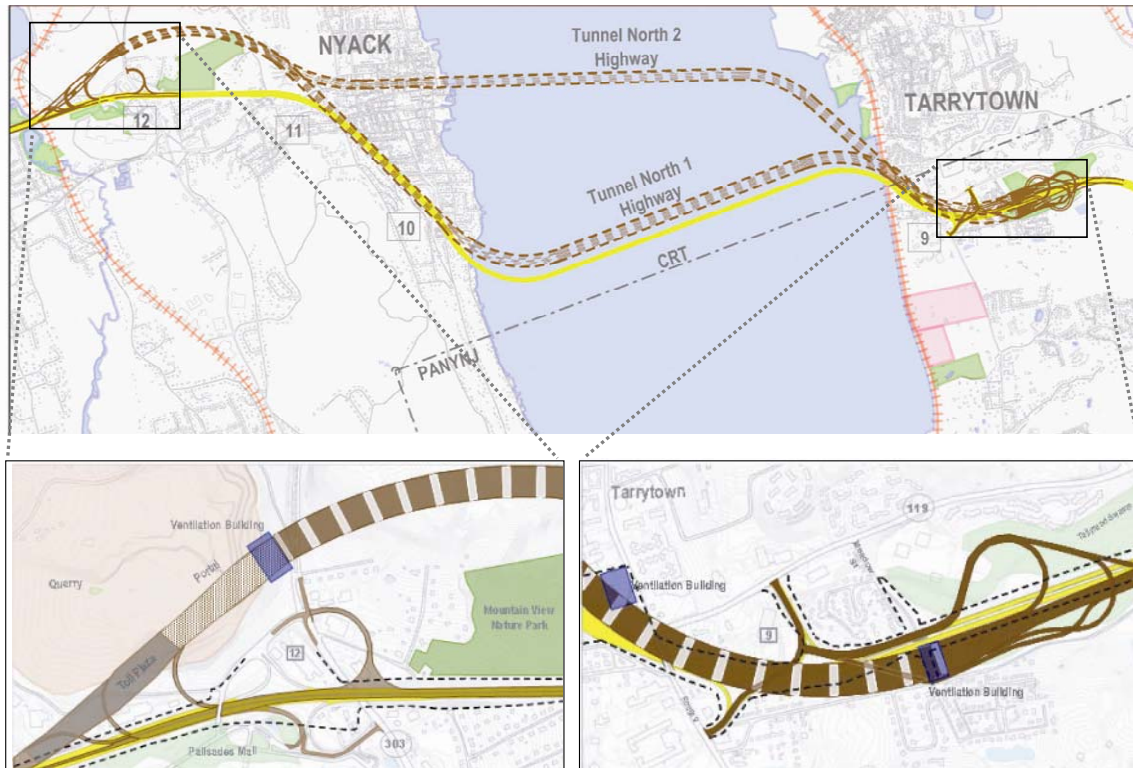 NYACK
Tunnel North 2
Highway
TARRYTOWN
12
11
Tunnel North 1
Highway
10
9
CRT
PANYNJ
Ventilation Building
Portal
Querry
Mountain View
Nature Park
12
Toll Plaza
303
Palisades Mall
Tarrytown
119
Ventilation Building
9
Ventilation Building